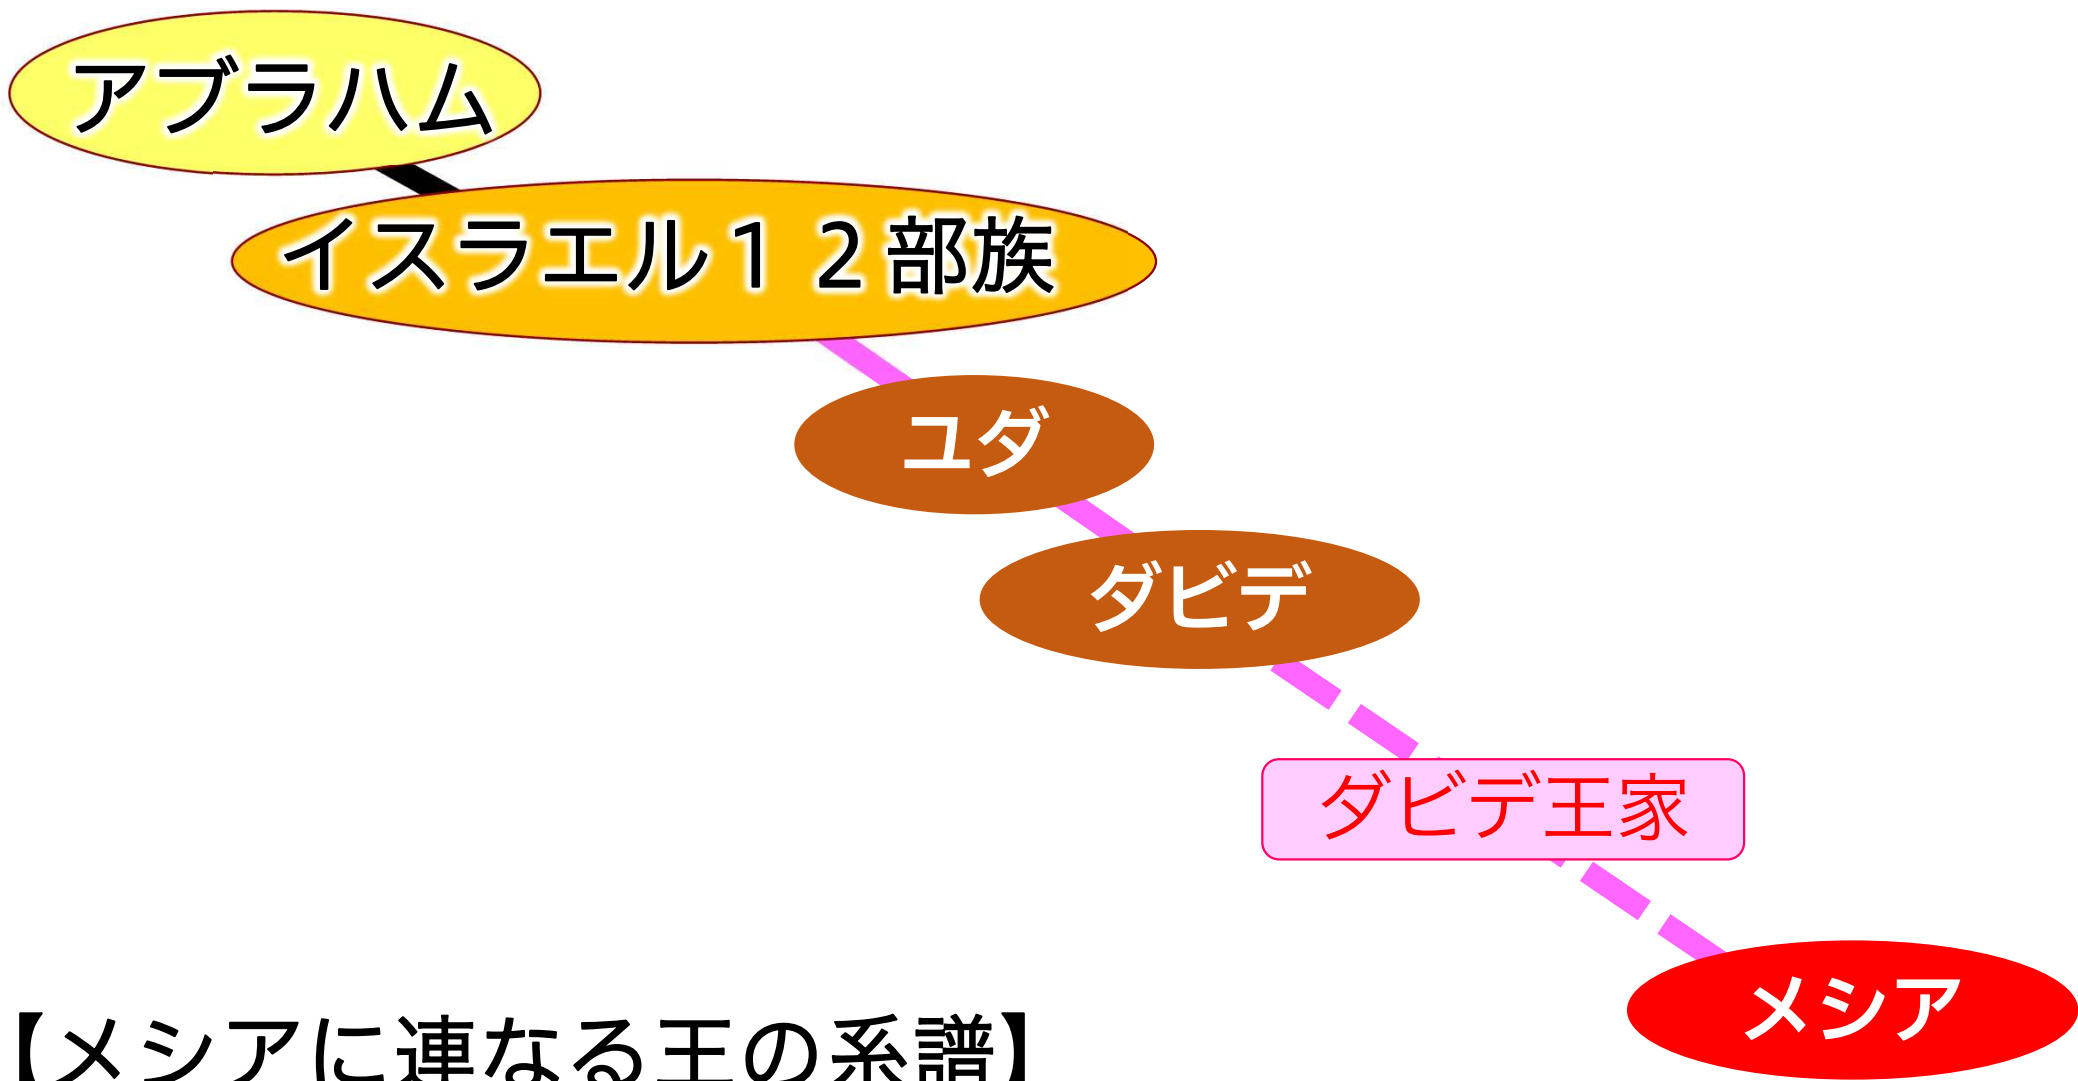 アブラハム
イスラエル１２部族
ユダ
ダビデ
ダビデ王家
メシア
【メシアに連なる王の系譜】